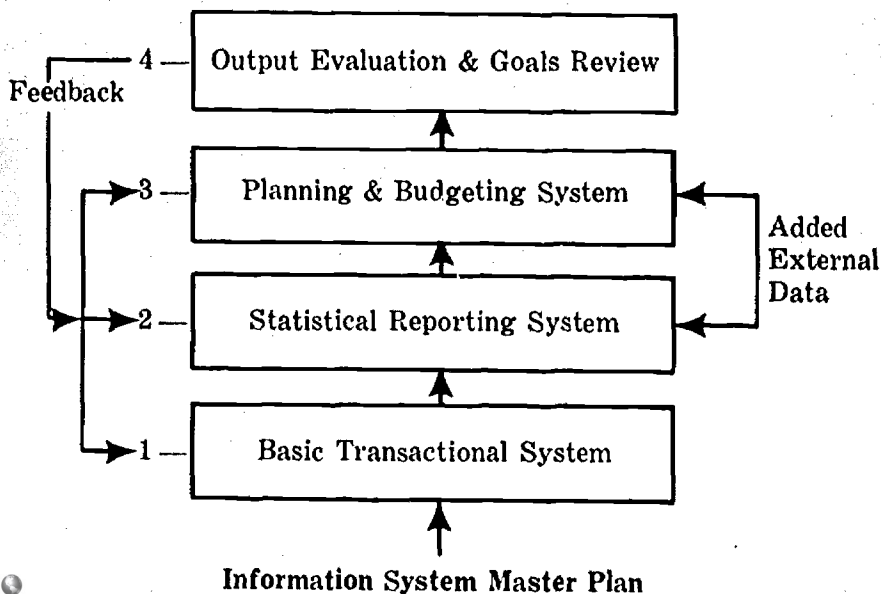 4 — Output Evaluation & Goals Review
Feedback
3 — Planning & Budgeting System
Added
External
Data
2 — Statistical Reporting System
1 — Basic Transactional System
Information System Master Plan